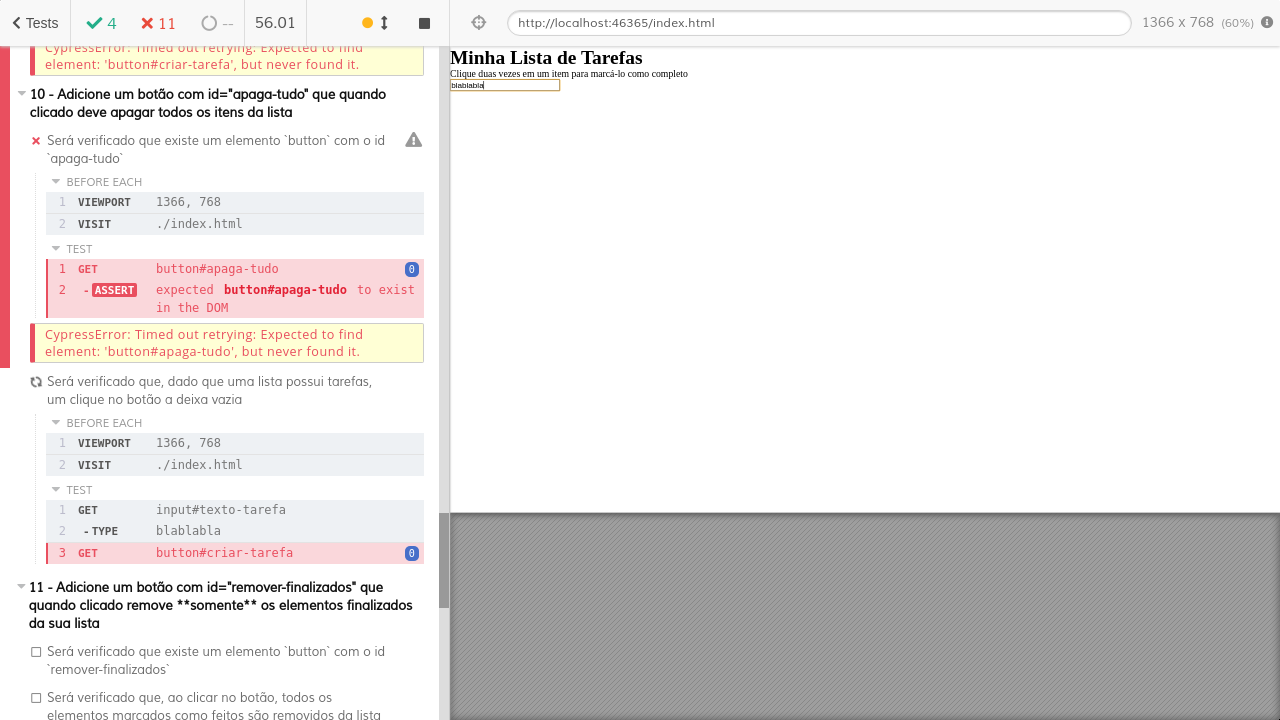 Tests 4 11 -- 56.01 http://localhost:46365/index.html 1366 x 768 (60%)
CypressError: Timed out retrying: Expected to find
element: 'button#criar-tarefa', but never found it.
10 - Adicione um botão com id="apaga-tudo" que quando
clicado deve apagar todos os itens da lista
Será verificado que existe um elemento `button` com o id
`apaga-tudo`
BEFORE EACH
1 VIEWPORT 1366, 768
2 VISIT ./index.html
TEST
1 GET button#apaga-tudo 0
2 -ASSERT expected button#apaga-tudo to exist
in the DOM
CypressError: Timed out retrying: Expected to find
element: 'button#apaga-tudo', but never found it.
Será verificado que, dado que uma lista possui tarefas,
um clique no botão a deixa vazia
BEFORE EACH
1 VIEWPORT 1366, 768
2 VISIT ./index.html
TEST
1 GET input#texto-tarefa
2 -TYPE blablabla
3 GET button#criar-tarefa 0
11 - Adicione um botão com id="remover-finalizados" que
quando clicado remove **somente** os elementos finalizados
da sua lista
Será verificado que existe um elemento `button` com o id
`remover-finalizados`
Será verificado que, ao clicar no botão, todos os
elementos marcados como feitos são removidos da lista
Minha Lista de Tarefas
Clique duas vezes em um item para marcá-lo como completo
blablabla